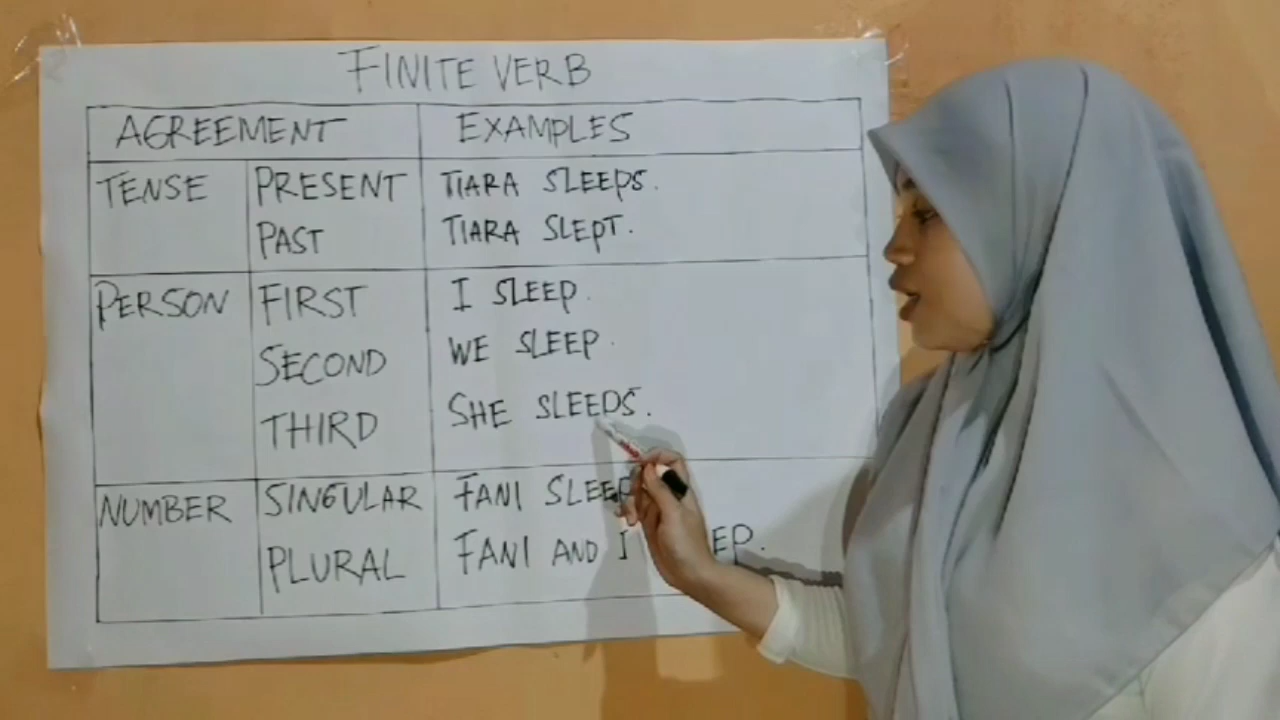 FINITE VERB
AGREEMENT EXAMPLES
TENSE PRESENT TIARA SLEEPS.
PAST TIARA SLEPT.
PERSON FIRST I SLEEP.
SECOND WE SLEEP.
THIRD SHE SLEEPS.
NUMBER SINGULAR FANI
PLURAL FANI AND I